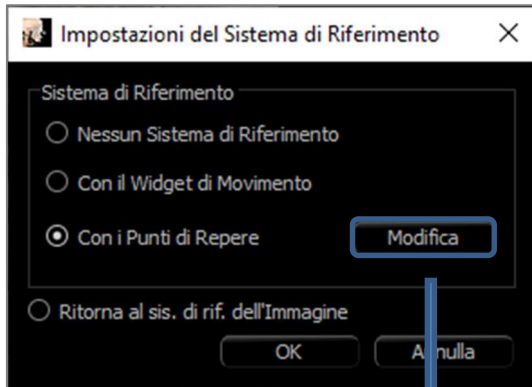 Impostazioni del Sistema di Riferimento
Sistema di Riferimento
Nessun Sistema di Riferimento
Con il Widget di Movimento
Con i Punti di Repere
Modifica
Ritorna al sis. di rif. dell'Immagine
OK
Annulla